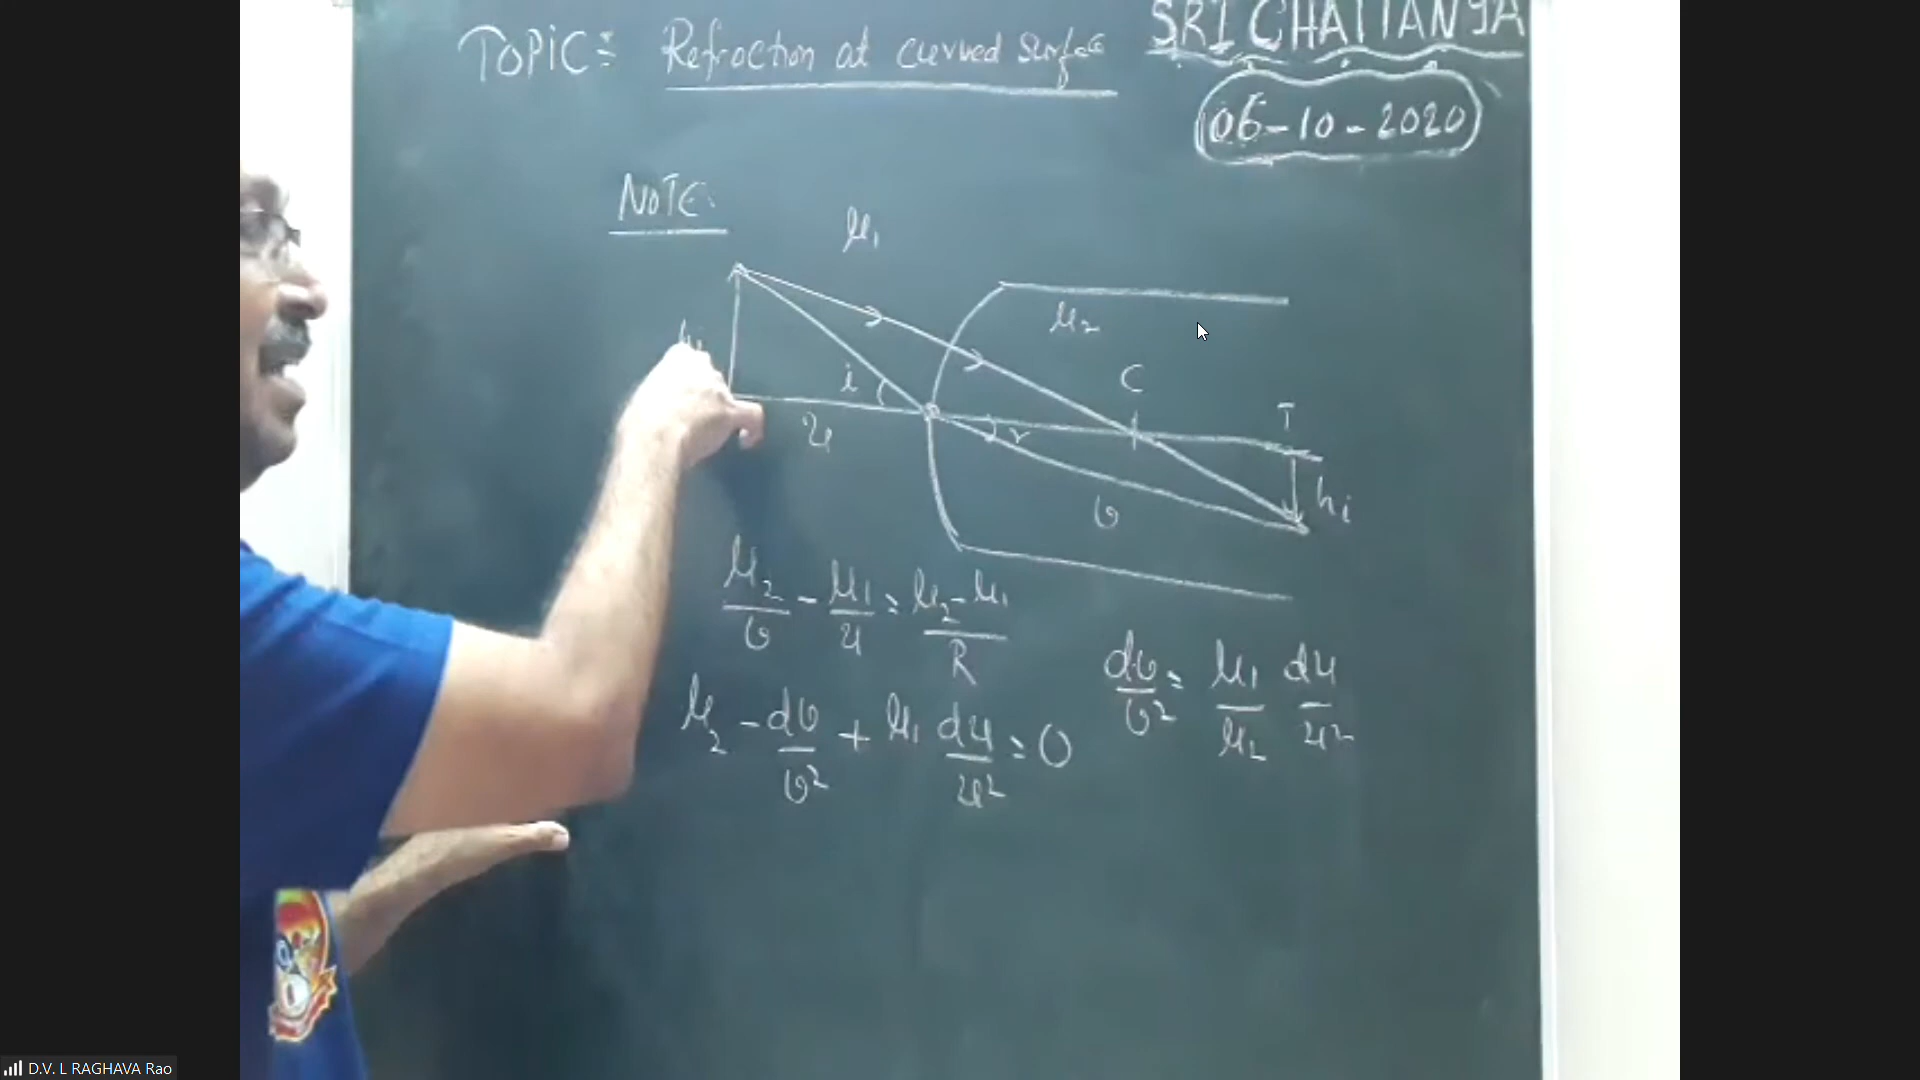 TOPIC:
Refraction at curved surface
SRI CHAITANYA
06-10-2020
NOTE:
μ₁
μ₂
i
u
r
C
I
v
hᵢ
μ₂/v - μ₁/u = μ₂-μ₁/R
μ₂ -dv/v² + μ₁ du/u² = 0
dv/v² = μ₁/μ₂ du/u²
D.V. L RAGHAVA Rao